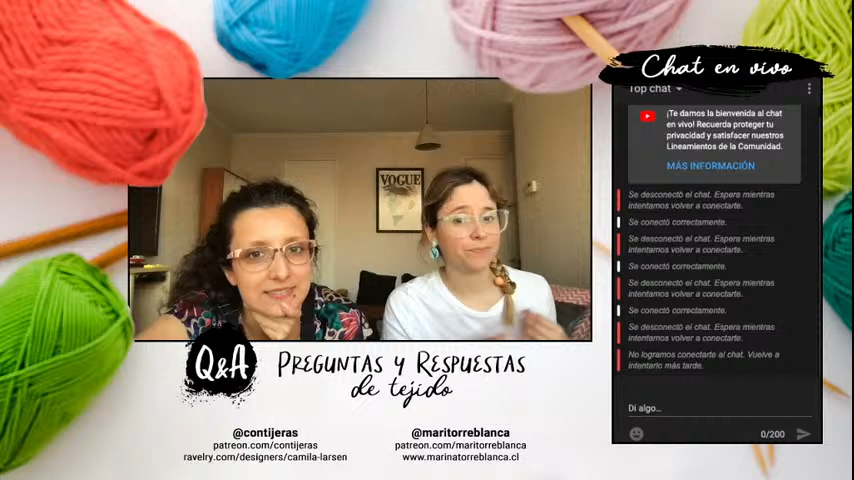 Chat en vivo
Top chat
¡Te damos la bienvenida al chat
en vivo! Recuerda proteger tu
privacidad y satisfacer nuestros
Lineamientos de la Comunidad.
MÁS INFORMACIÓN
Se desconectó el chat. Espera mientras
intentamos volver a conectarte.
Se conectó correctamente.
Se desconectó el chat. Espera mientras
intentamos volver a conectarte.
Se conectó correctamente.
Se desconectó el chat. Espera mientras
intentamos volver a conectarte.
Se conectó correctamente.
Se desconectó el chat. Espera mientras
intentamos volver a conectarte.
No logramos conectarte al chat. Vuelve a
intentarlo más tarde.
Di algo...
0/200
VOGUE
Q&A
PREGUNTAS Y RESPUESTAS
de tejido
@contijeras
patreon.com/contijeras
ravelry.com/designers/camila-larsen
@maritorreblanca
patreon.com/maritorreblanca
www.marinatorreblanca.cl